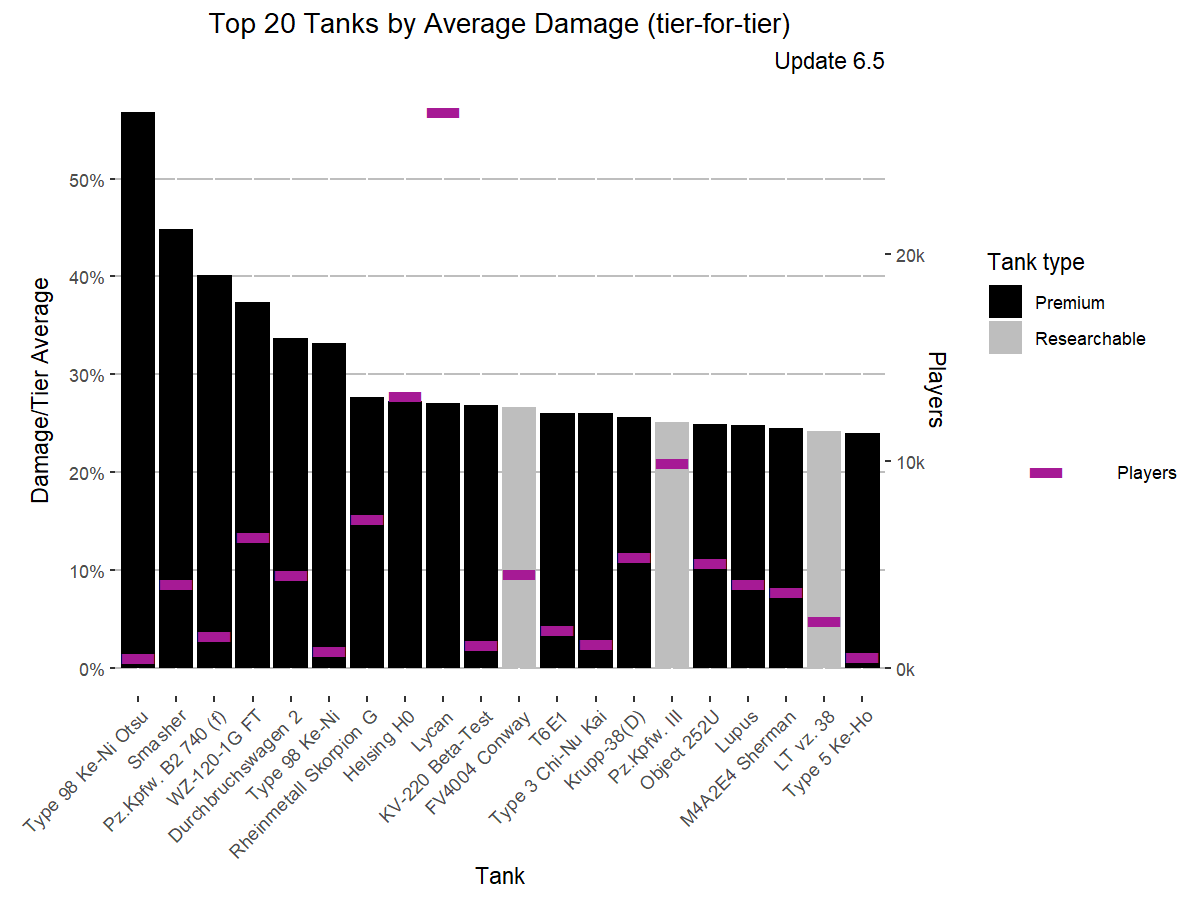 Top 20 Tanks by Average Damage (tier-for-tier)
Update 6.5
Damage/Tier Average
50%
40%
30%
20%
10%
0%
20k
10k
0k
Players
Tank type
Premium
Researchable
Players
Type 98 Ke-Ni Otsu
Smasher
Pz.Kpfw. B2 740 (f)
WZ-120-1G FT
Durchbruchswagen 2
Type 98 Ke-Ni
Rheinmetall Skorpion G
Helsing H0
Lycan
KV-220 Beta-Test
FV4004 Conway
T6E1
Type 3 Chi-Nu Kai
Krupp-38(D)
Pz.Kpfw. III
Object 252U
Lupus
M4A2E4 Sherman
LT vz. 38
Type 5 Ke-Ho
Tank